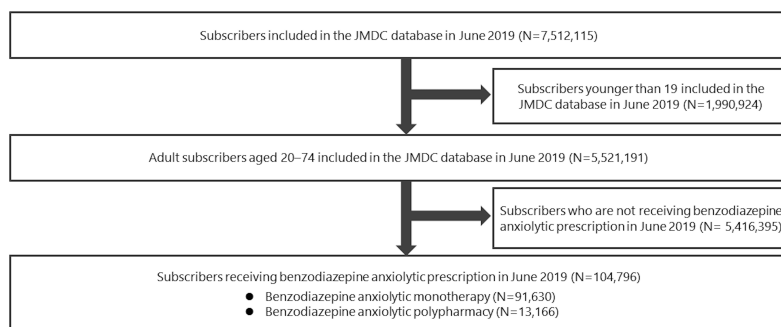 Subscribers included in the JMDC database in June 2019 (N=7,512,115)
Subscribers younger than 19 included in the
JMDC database in June 2019 (N=1,990,924)
Adult subscribers aged 20–74 included in the JMDC database in June 2019 (N=5,521,191)
Subscribers who are not receiving benzodiazepine
anxiolytic prescription in June 2019 (N= 5,416,395)
Subscribers receiving benzodiazepine anxiolytic prescription in June 2019 (N=104,796)
● Benzodiazepine anxiolytic monotherapy (N=91,630)
● Benzodiazepine anxiolytic polypharmacy (N=13,166)